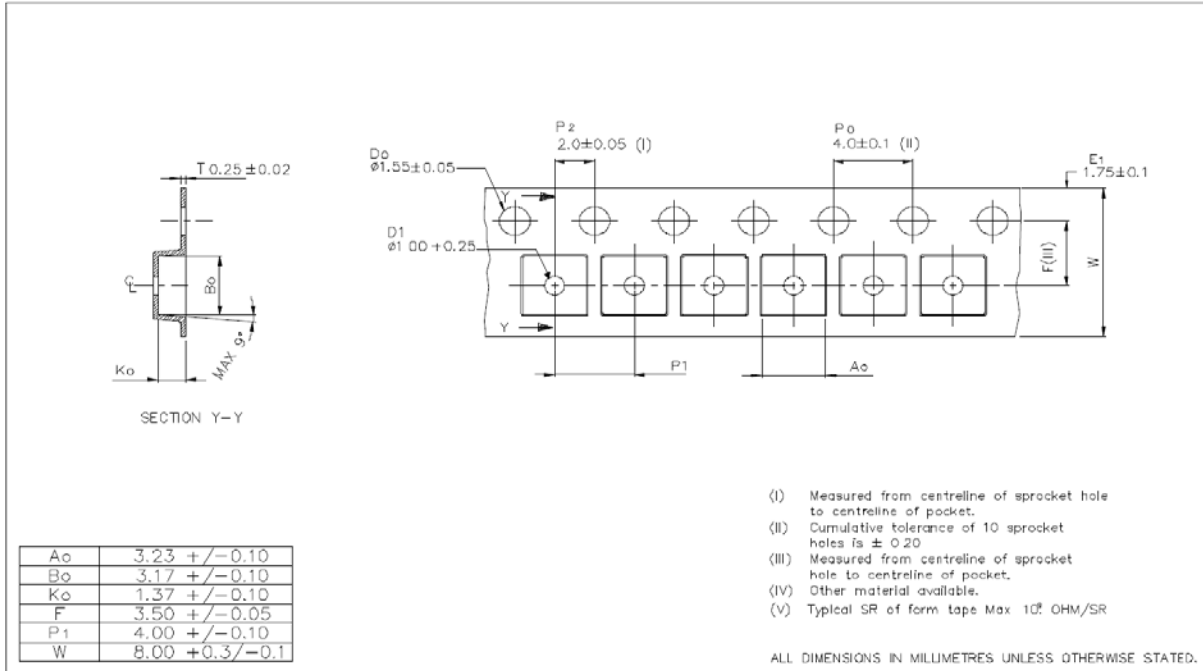 P2
2.0±0.05 (I)
Po
4.0±0.1 (II)
Do
ø1.55±0.05
E1
1.75±0.1
T 0.25±0.02
Y
D1
ø1.00 +0.25
F(III)
W
Bo
℄
Y
MAX 9°
Ko
P1
Ao
SECTION Y-Y
(I) Measured from centreline of sprocket hole
to centreline of pocket.
(II) Cumulative tolerance of 10 sprocket
holes is ± 0.20
(III) Measured from centreline of sprocket
hole to centreline of pocket.
(IV) Other material available.
(V) Typical SR of form tape Max OHM/SR
Ao 3.23 +/-0.10
Bo 3.17 +/-0.10
Ko 1.37 +/-0.10
F 3.50 +/-0.05
P1 4.00 +/-0.10
W 8.00 +0.3/-0.1
ALL DIMENSIONS IN MILLIMETRES UNLESS OTHERWISE STATED.